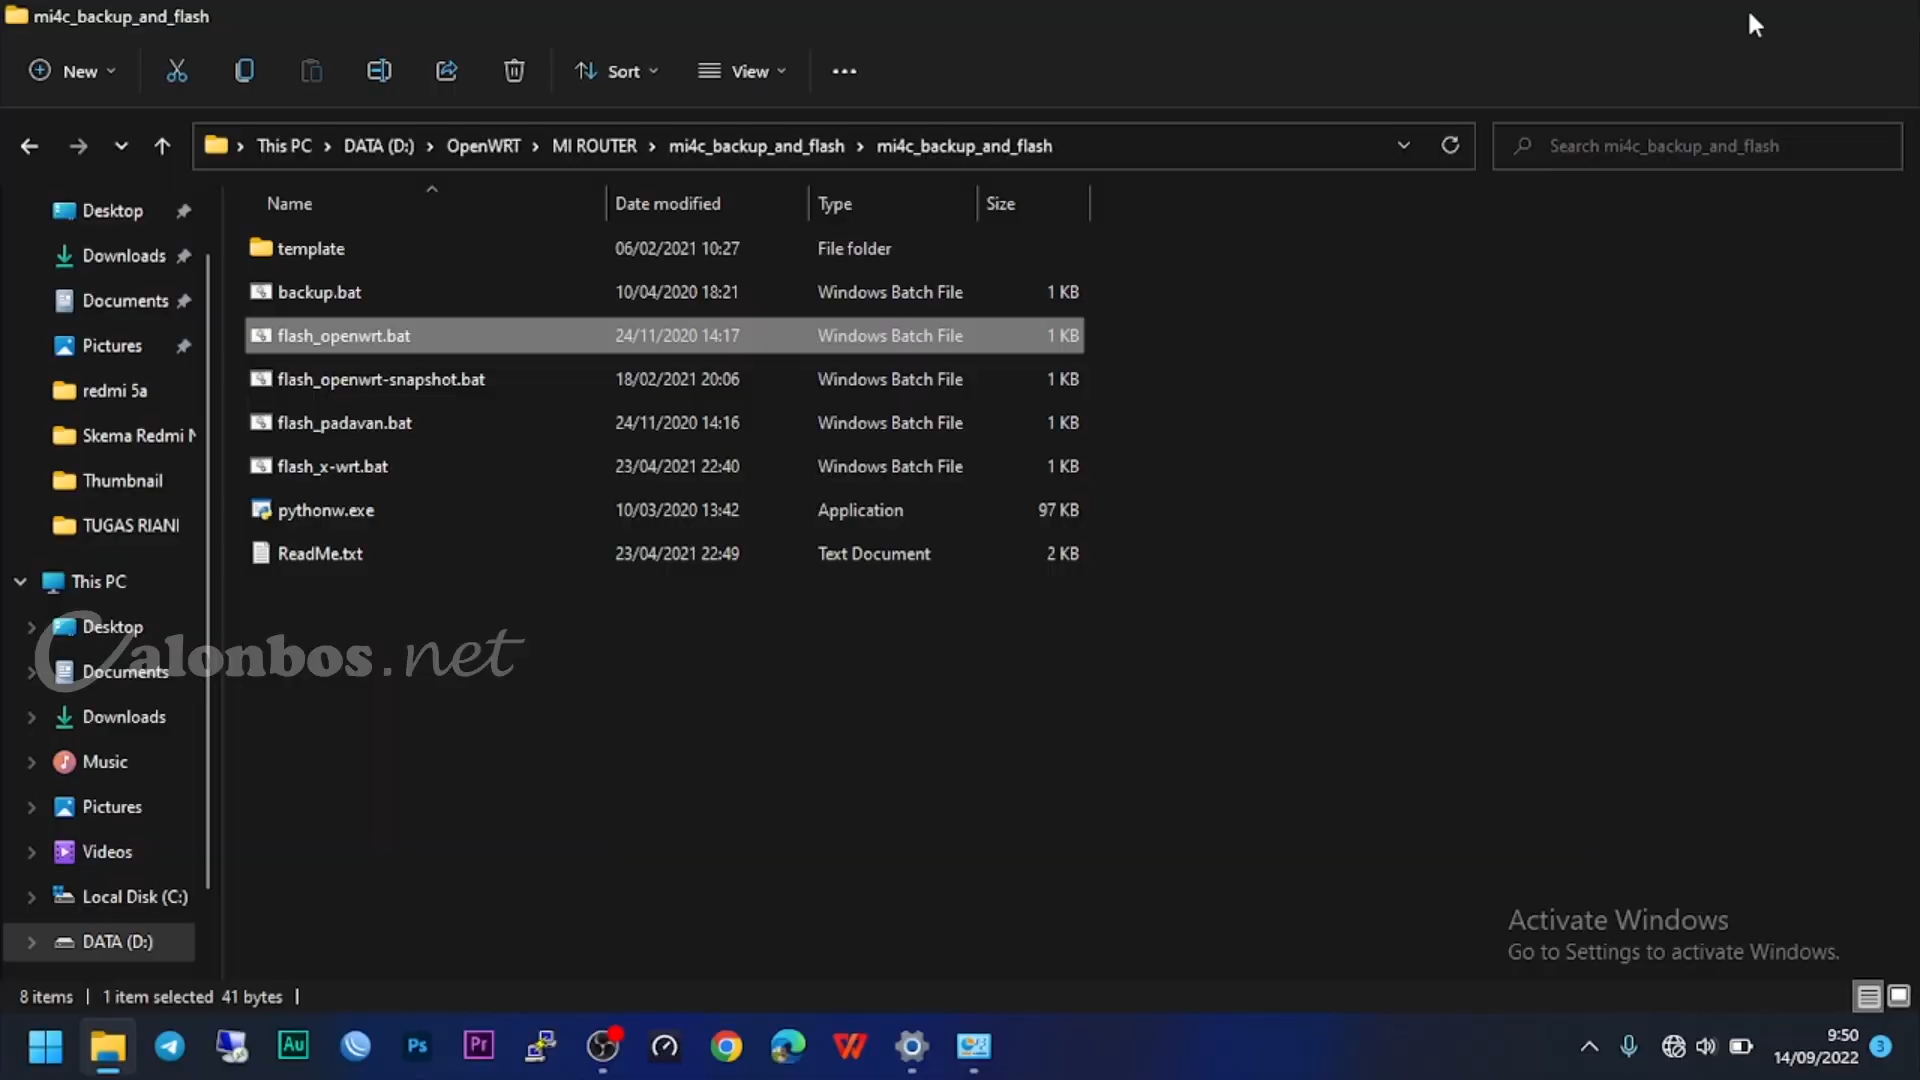 mi4c_backup_and_flash
New
Sort
View
This PC > DATA (D:) > OpenWRT > MI ROUTER > mi4c_backup_and_flash > mi4c_backup_and_flash
Search mi4c_backup_and_flash
Name Date modified Type Size
template 06/02/2021 10:27 File folder
backup.bat 10/04/2020 18:21 Windows Batch File 1 KB
flash_openwrt.bat 24/11/2020 14:17 Windows Batch File 1 KB
flash_openwrt-snapshot.bat 18/02/2021 20:06 Windows Batch File 1 KB
flash_padavan.bat 24/11/2020 14:16 Windows Batch File 1 KB
flash_x-wrt.bat 23/04/2021 22:40 Windows Batch File 1 KB
pythonw.exe 10/03/2020 13:42 Application 97 KB
ReadMe.txt 23/04/2021 22:49 Text Document 2 KB
Desktop
Downloads
Documents
Pictures
redmi 5a
Skema Redmi N
Thumbnail
TUGAS RIANI
This PC
Desktop
Documents
Downloads
Music
Pictures
Videos
Local Disk (C:)
DATA (D:)
Calonbos.net
Activate Windows
Go to Settings to activate Windows.
8 items | 1 item selected 41 bytes |
Au
Ps
Pr
9:50
14/09/2022
3